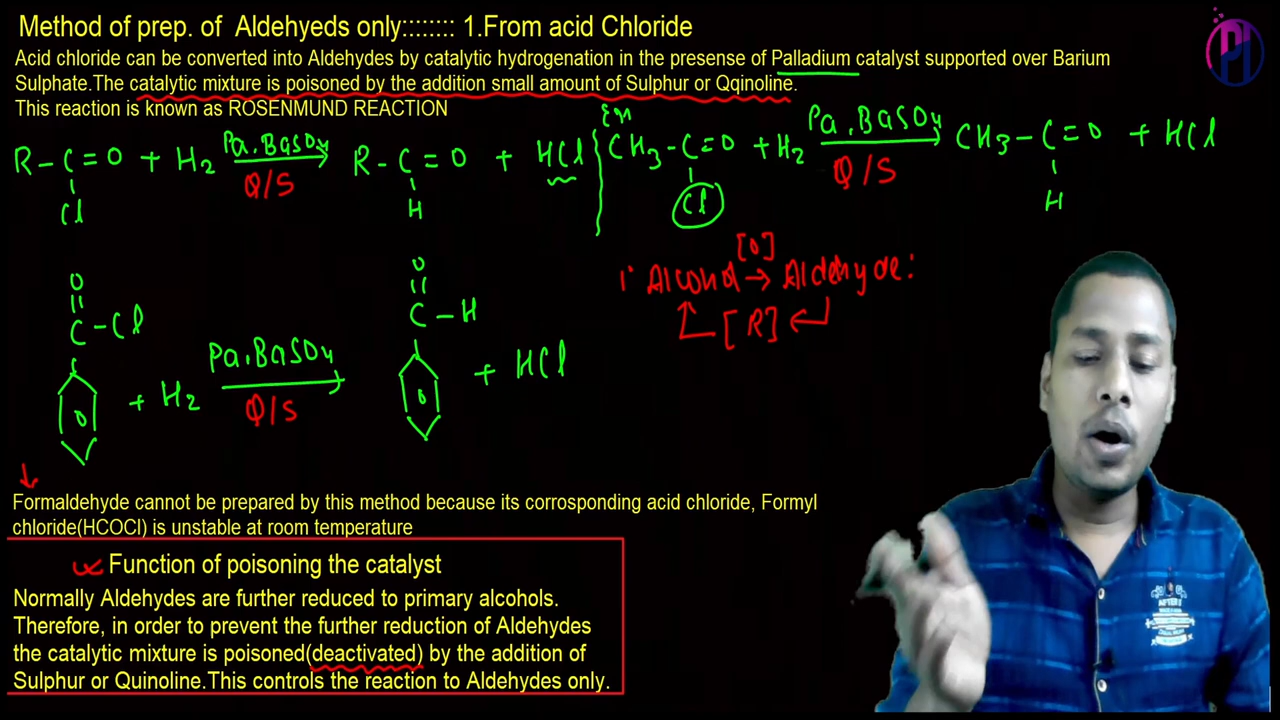 Method of prep. of Aldehyeds only:::::::: 1.From acid Chloride
Acid chloride can be converted into Aldehydes by catalytic hydrogenation in the presense of Palladium catalyst supported over Barium
Sulphate.The catalytic mixture is poisoned by the addition small amount of Sulphur or Qqinoline.
This reaction is known as ROSENMUND REACTION
R-C=O + H2 Pa.BaSO4 Q/S R-C=O + HCl
Cl H
CH3-C=O + H2 Pa.BaSO4 Q/S CH3-C=O + HCl
Cl H
1° Alcohol [O] → Aldehyde:
[R]
O O
C-Cl C-H
+ H2 Pa.BaSO4 Q/S + HCl
Formaldehyde cannot be prepared by this method because its corrosponding acid chloride, Formyl
chloride(HCOCl) is unstable at room temperature
Function of poisoning the catalyst
Normally Aldehydes are further reduced to primary alcohols.
Therefore, in order to prevent the further reduction of Aldehydes
the catalytic mixture is poisoned(deactivated) by the addition of
Sulphur or Quinoline.This controls the reaction to Aldehydes only.